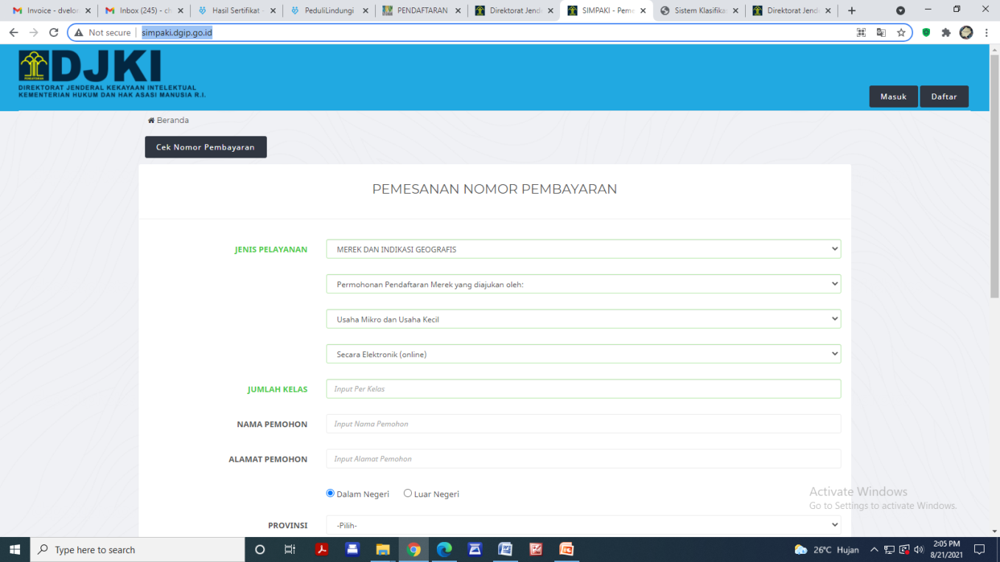 Invoice - dvelo
Inbox (245) - ch
Hasil Sertifikat -
PeduliLindungi
PENDAFTARAN
Direktorat Jend
SIMPAKI - Peme
Sistem Klasifika
Direktorat Jend
Not secure | simpaki.dgip.go.id
DJKI
DIREKTORAT JENDERAL KEKAYAAN INTELEKTUAL
KEMENTERIAN HUKUM DAN HAK ASASI MANUSIA R.I.
Masuk
Daftar
Beranda
Cek Nomor Pembayaran
PEMESANAN NOMOR PEMBAYARAN
JENIS PELAYANAN
MEREK DAN INDIKASI GEOGRAFIS
Permohonan Pendaftaran Merek yang diajukan oleh:
Usaha Mikro dan Usaha Kecil
Secara Elektronik (online)
JUMLAH KELAS
Input Per Kelas
NAMA PEMOHON
Input Nama Pemohon
ALAMAT PEMOHON
Input Alamat Pemohon
Dalam Negeri
Luar Negeri
PROVINSI
-Pilih-
Activate Windows
Go to Settings to activate Windows.
Type here to search
26°C Hujan
2:05 PM
8/21/2021